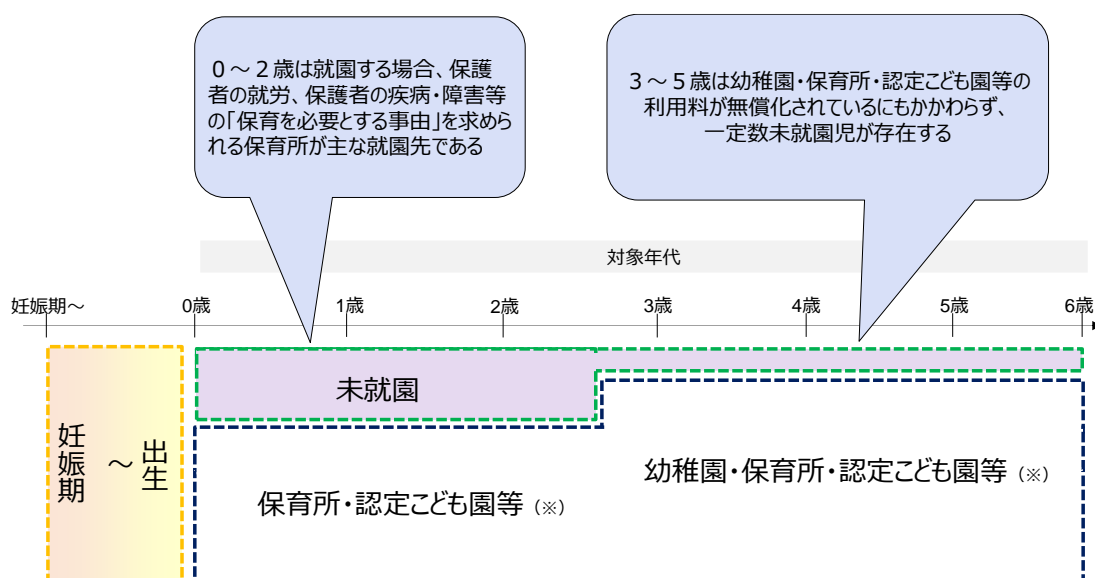 0~2歳は就園する場合、保護
者の就労、保護者の疾病・障害等
の「保育を必要とする事由」を求めら
れる保育所が主な就園先である
3~5歳は幼稚園・保育所・認定こども園等の
利用料が無償化されているにもかかわらず、
一定数未就園児が存在する
対象年代
妊娠期~
0歳
1歳
2歳
3歳
4歳
5歳
6歳
未就園
妊娠期
~
出生
保育所・認定こども園等(※)
幼稚園・保育所・認定こども園等(※)